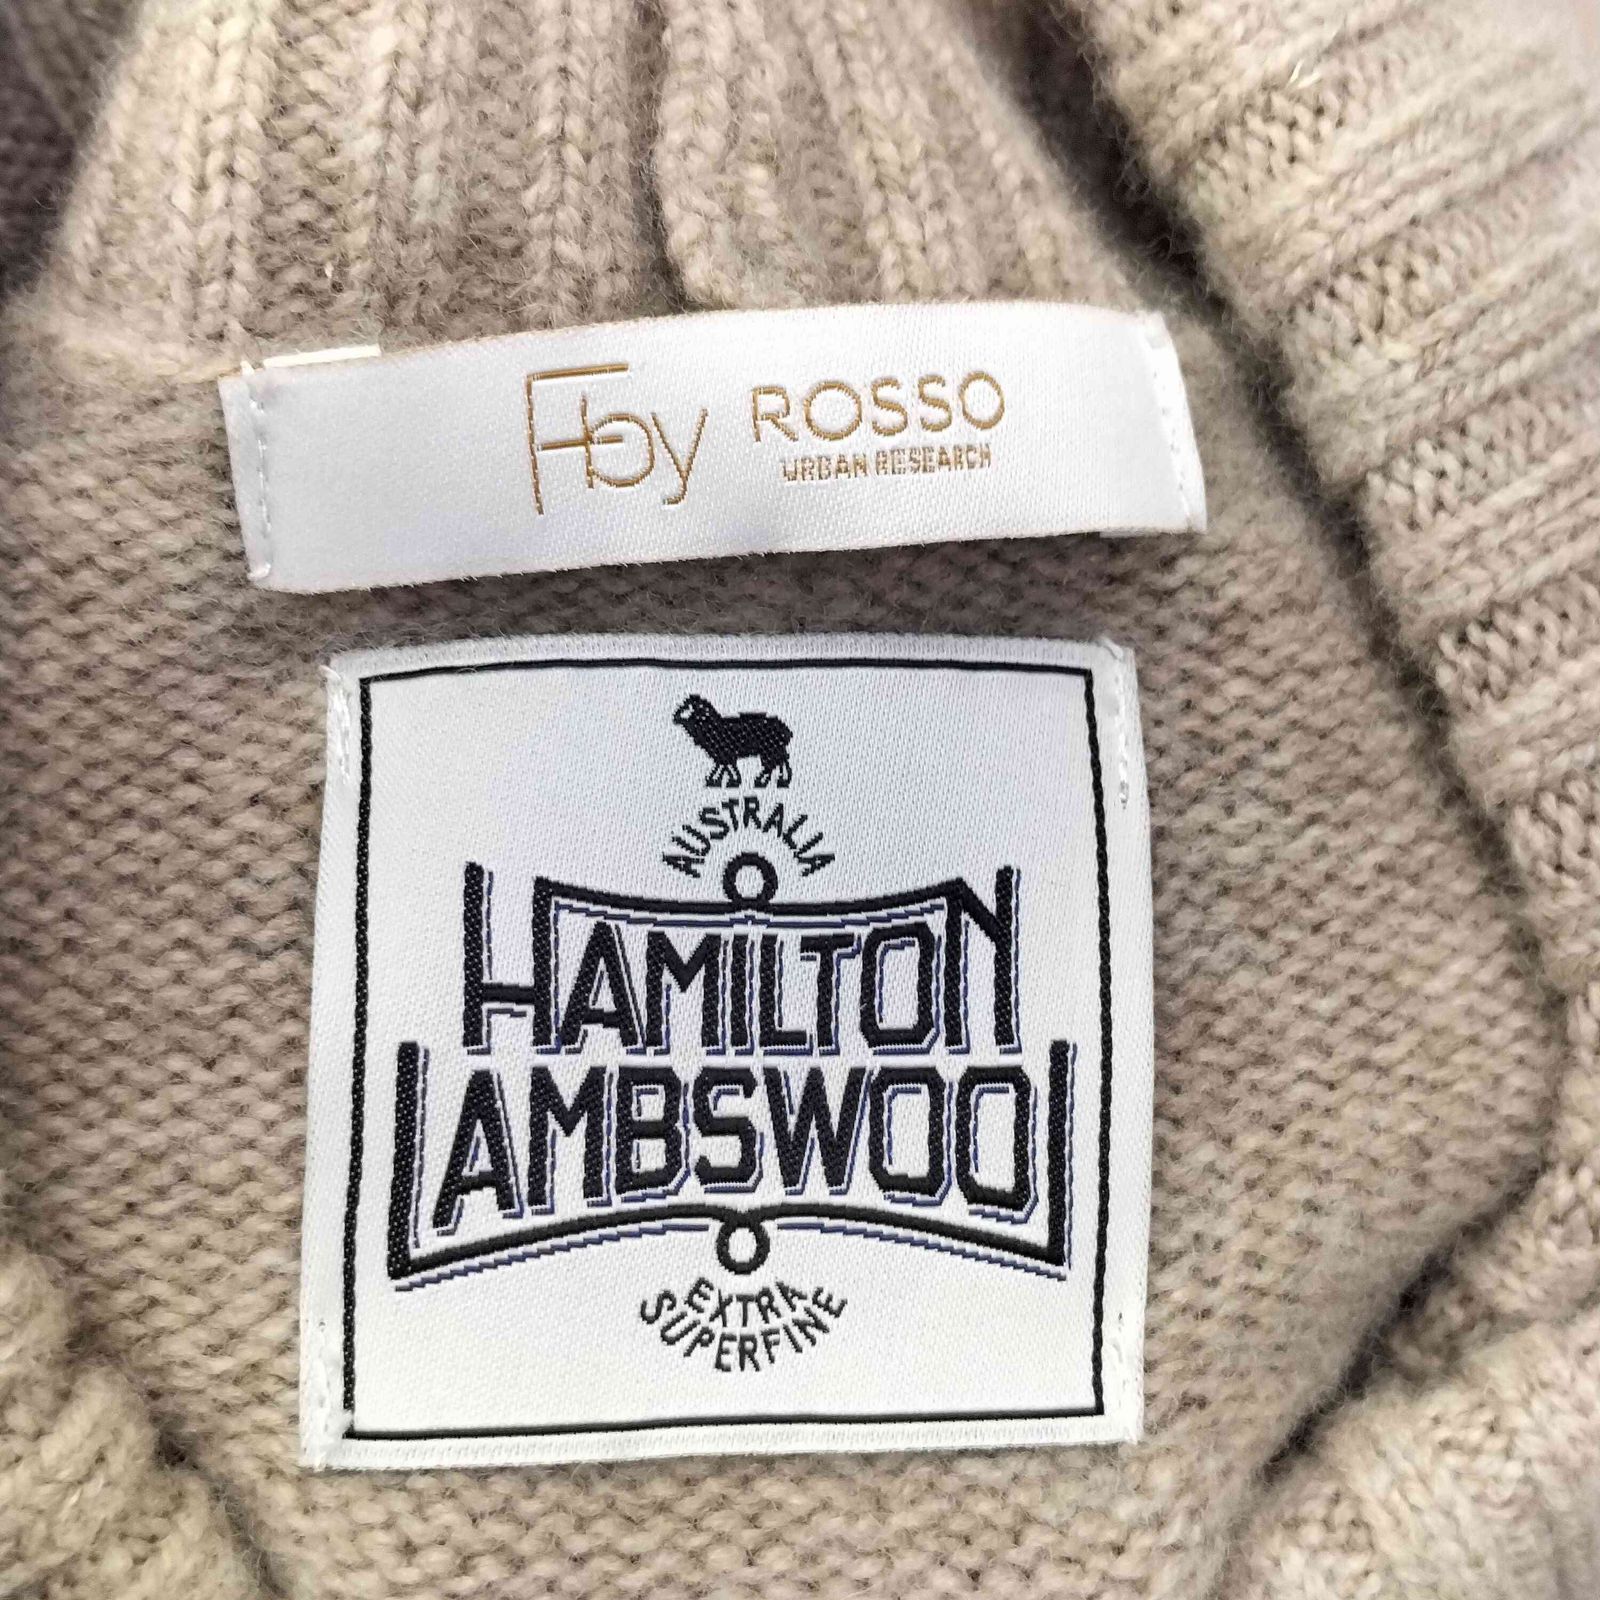 F by ROSSO
URBAN RESEARCH
AUSTRALIA
HAMILTON
LAMBSWOOL
EXTRA
SUPERFINE